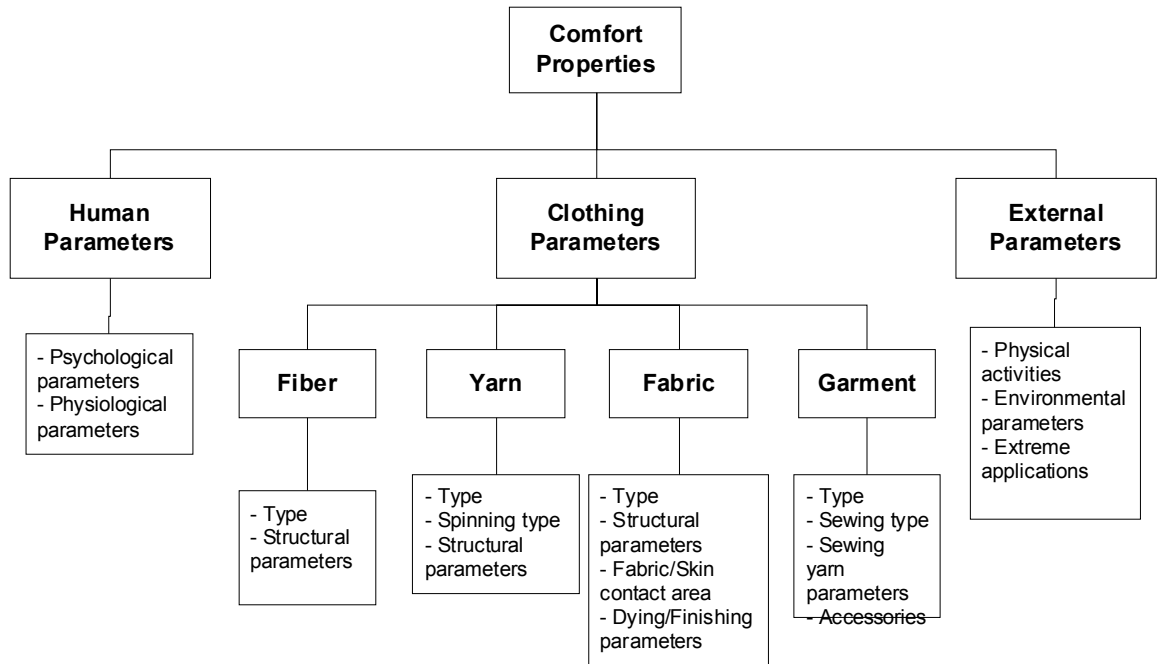 Comfort
Properties
Human
Parameters
Clothing
Parameters
External
Parameters
- Psychological
parameters
- Physiological
parameters
Fiber
Yarn
Fabric
Garment
- Physical
activities
- Environmental
parameters
- Extreme
applications
- Type
- Structural
parameters
- Type
- Spinning type
- Structural
parameters
- Type
- Structural
parameters
- Fabric/Skin
contact area
- Dying/Finishing
parameters
- Type
- Sewing type
- Sewing
yarn
parameters
- Accessories